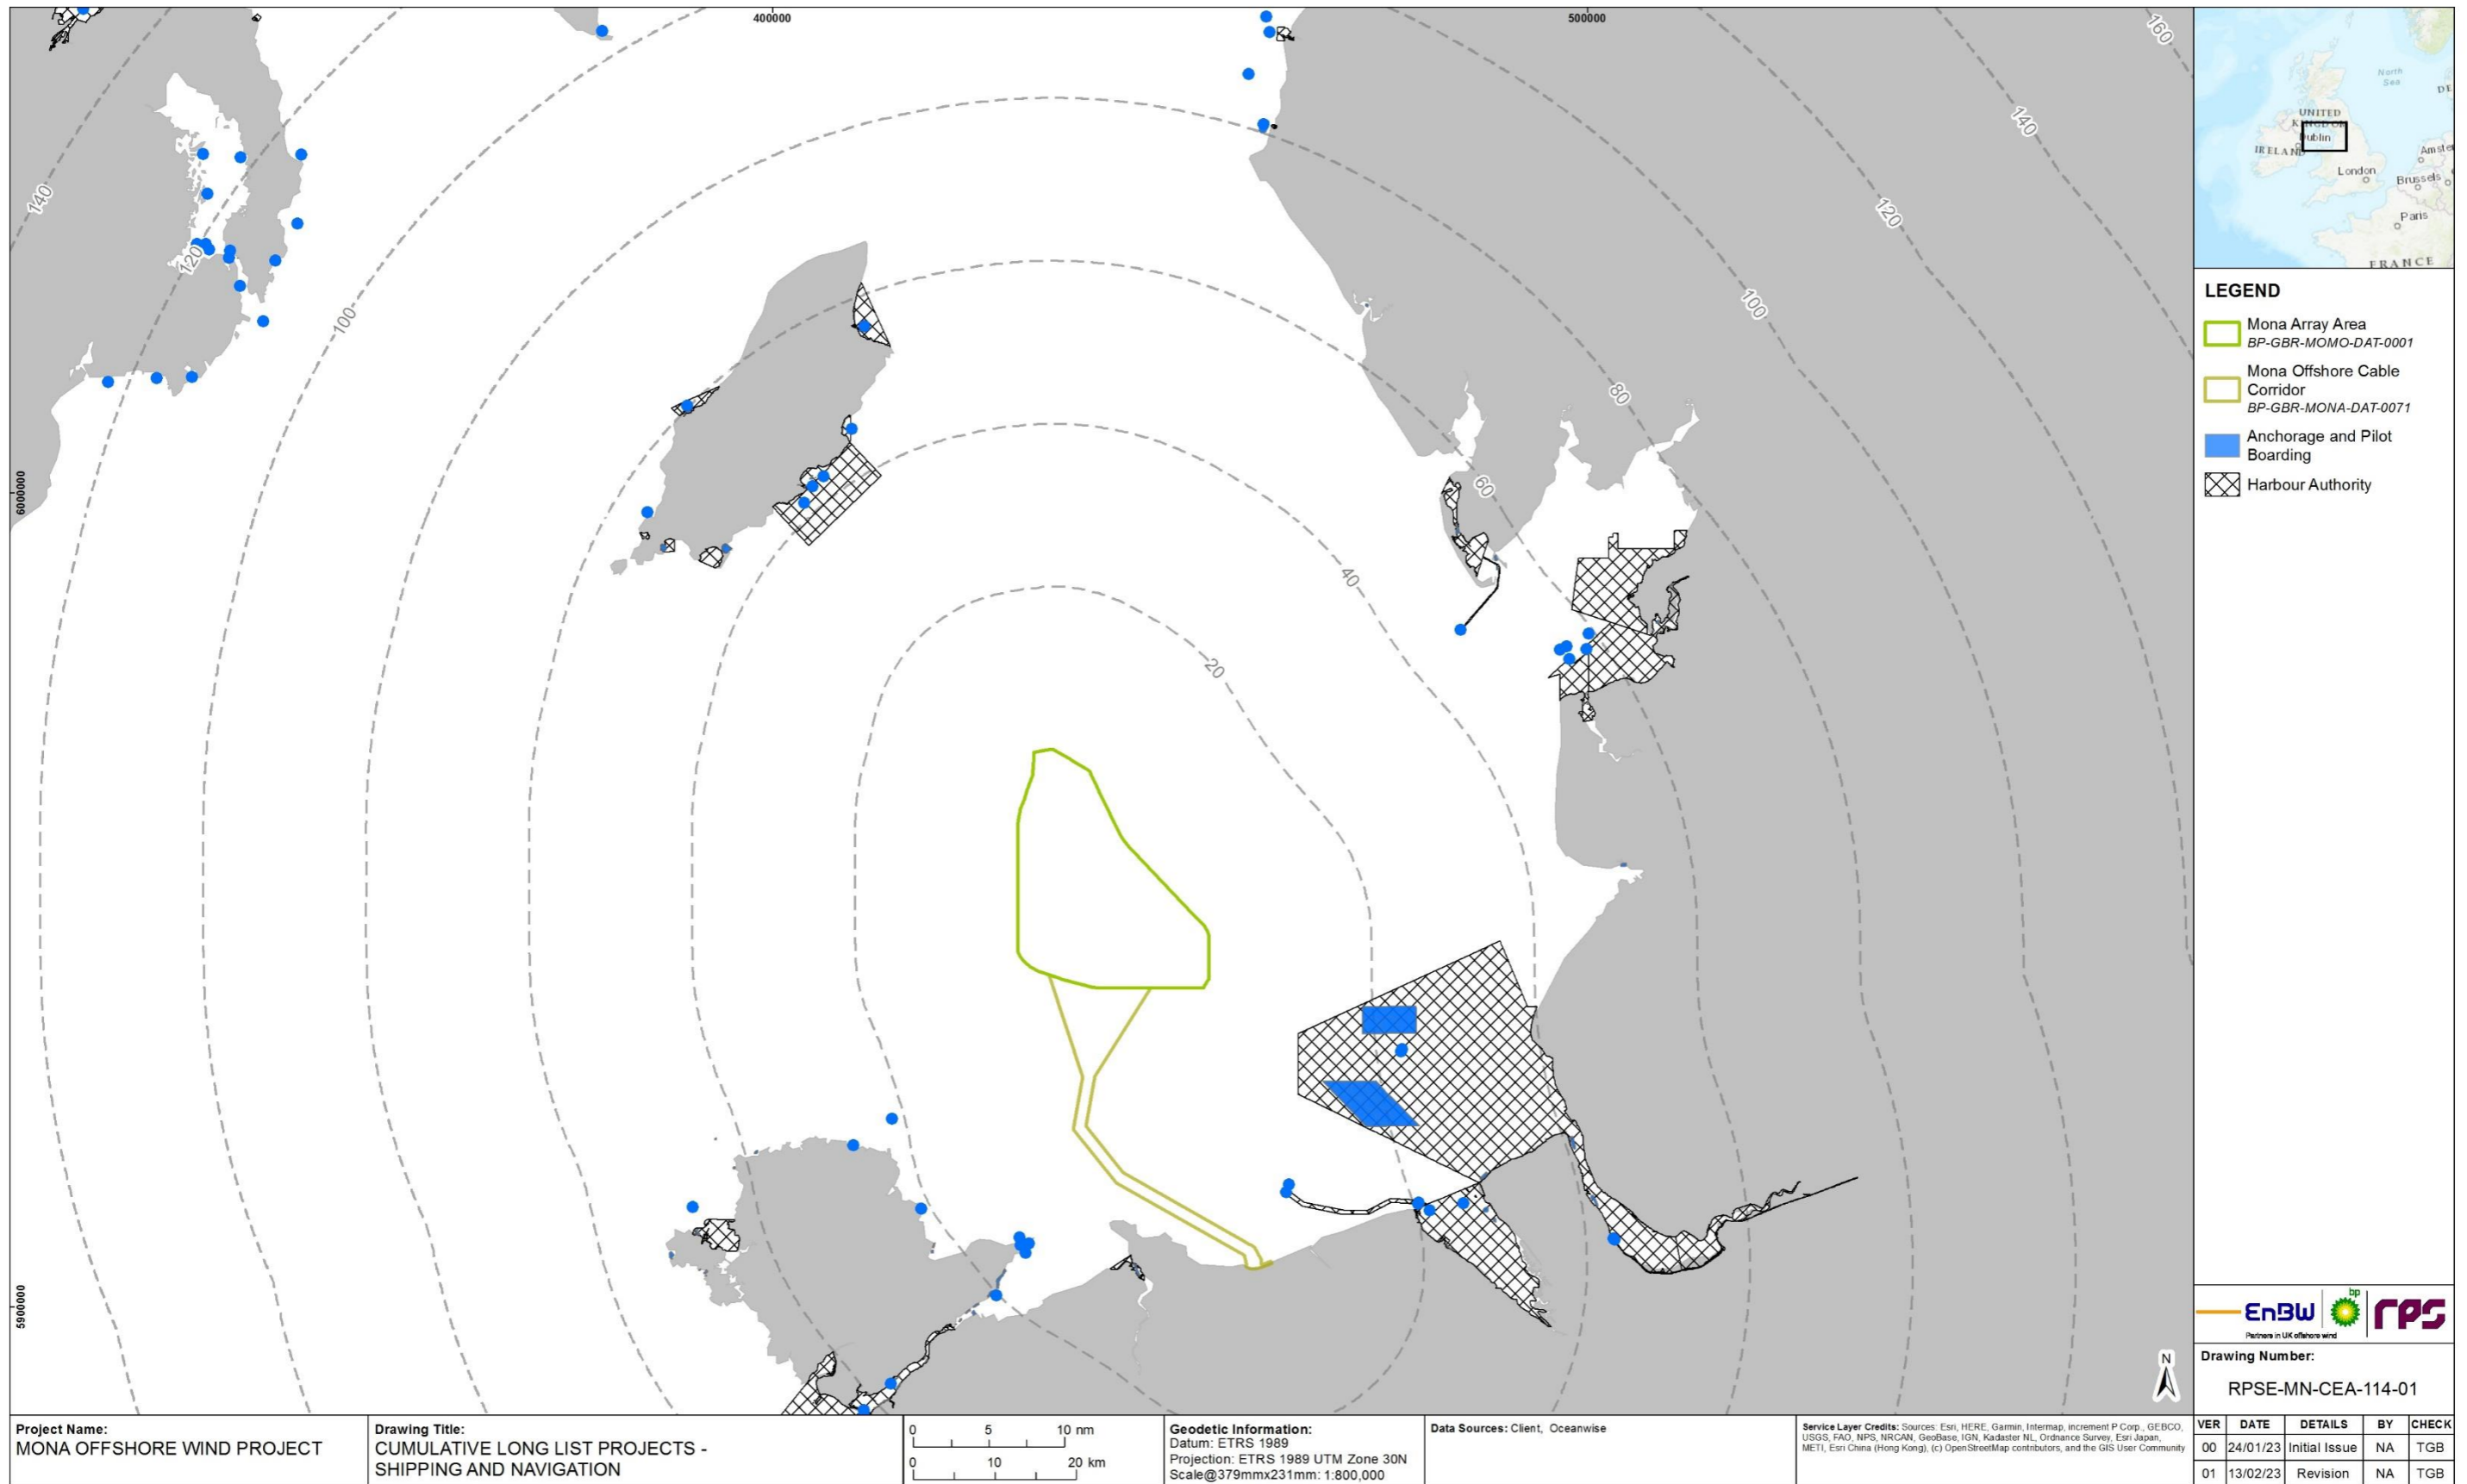 400000
500000
6000000
5900000
160
140
120
100
80
60
40
20
140
120
100
North
Sea
DE
UNITED
KINGDOM
Dublin
IRELAND
Amste
London
Brussels
Paris
FRANCE
LEGEND
Mona Array Area
BP-GBR-MOMO-DAT-0001
Mona Offshore Cable
Corridor
BP-GBR-MONA-DAT-0071
Anchorage and Pilot
Boarding
Harbour Authority
EnBW
bp
rps
Partners in UK offshore wind
N
Drawing Number:
RPSE-MN-CEA-114-01
Project Name:
MONA OFFSHORE WIND PROJECT
Drawing Title:
CUMULATIVE LONG LIST PROJECTS -
SHIPPING AND NAVIGATION
0 5 10 nm
0 10 20 km
Geodetic Information:
Datum: ETRS 1989
Projection: ETRS 1989 UTM Zone 30N
Scale@379mmx231mm: 1:800,000
Data Sources: Client, Oceanwise
Service Layer Credits: Sources: Esri, HERE, Garmin, Intermap, increment P Corp., GEBCO,
USGS, FAO, NPS, NRCAN, GeoBase, IGN, Kadaster NL, Ordnance Survey, Esri Japan,
METI, Esri China (Hong Kong), (c) OpenStreetMap contributors, and the GIS User Community
VER DATE DETAILS BY CHECK
00 24/01/23 Initial Issue NA TGB
01 13/02/23 Revision NA TGB